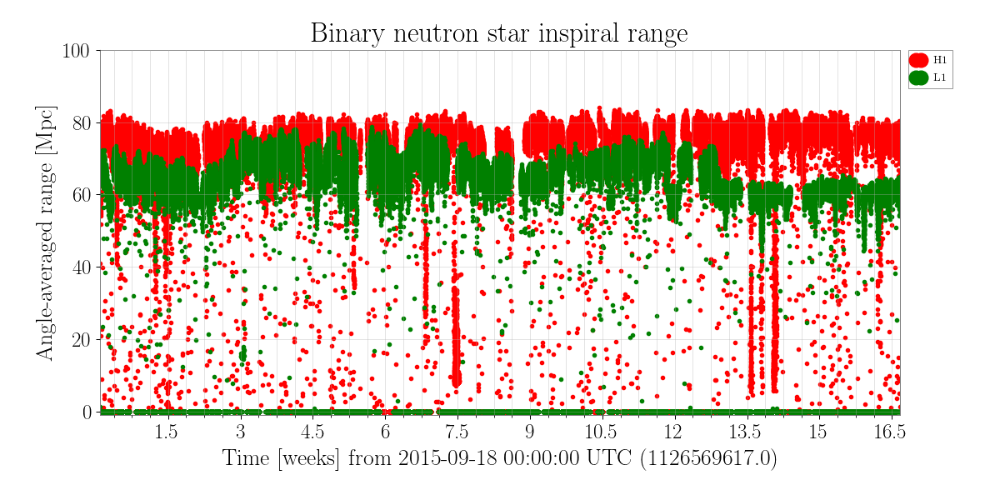 Binary neutron star inspiral range
H1
L1
Angle-averaged range [Mpc]
100
80
60
40
20
0
1.5 3 4.5 6 7.5 9 10.5 12 13.5 15 16.5
Time [weeks] from 2015-09-18 00:00:00 UTC (1126569617.0)